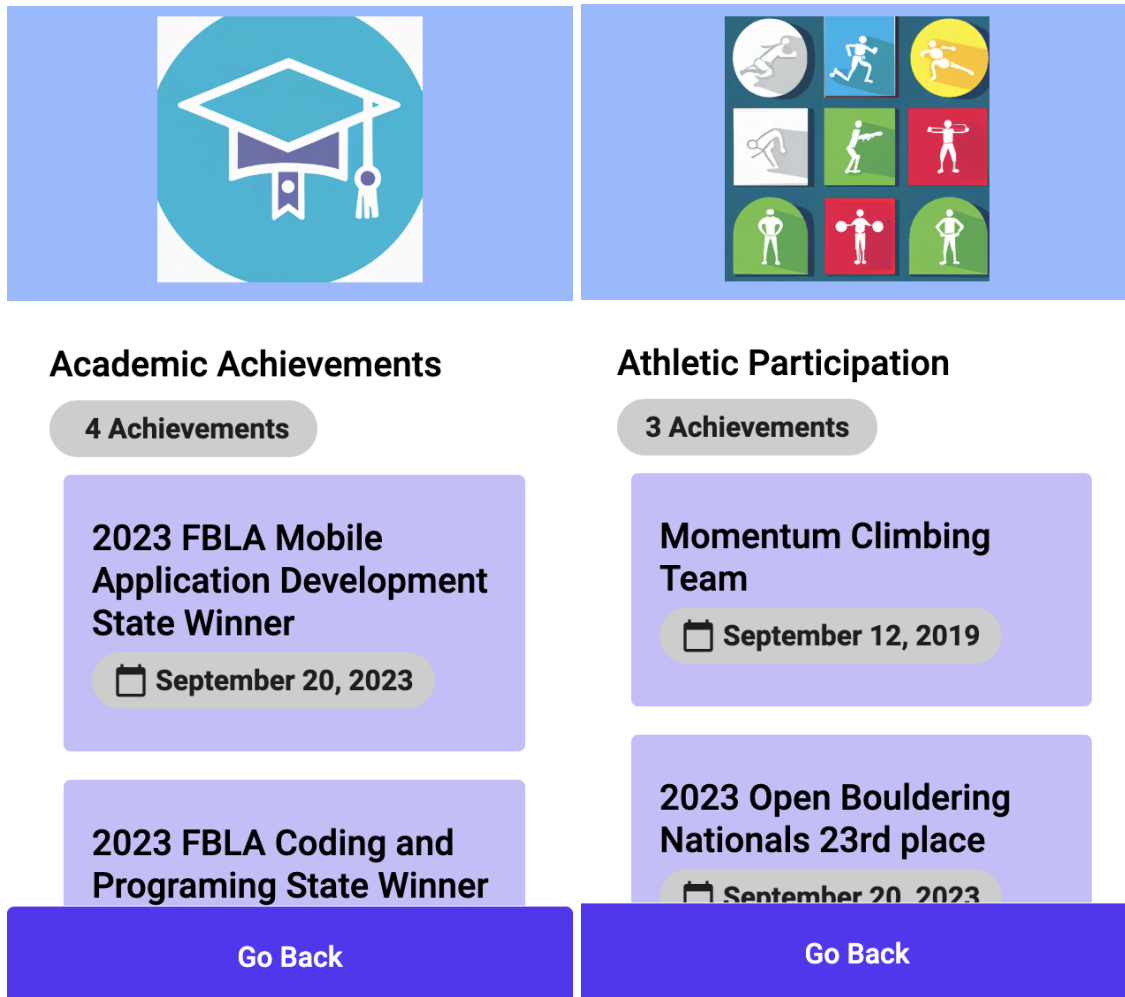 Academic Achievements
4 Achievements
2023 FBLA Mobile
Application Development
State Winner
September 20, 2023
2023 FBLA Coding and
Programing State Winner
Go Back
Athletic Participation
3 Achievements
Momentum Climbing
Team
September 12, 2019
2023 Open Bouldering
Nationals 23rd place
September 20, 2023
Go Back